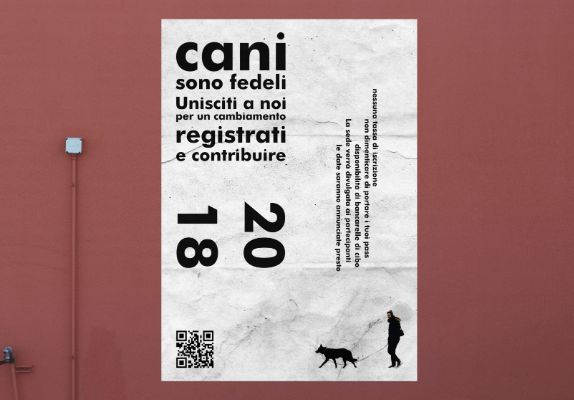 cani
sono fedeli
Unisciti a noi
per un cambiamento
registrati
e contribuire
20
18
nessuna tassa di iscrizione
non dimenticare di portare i tuoi pass
disponibilità di bancarelle di cibo
La sede verrà divulgata ai partecipanti
le date saranno annunciate presto